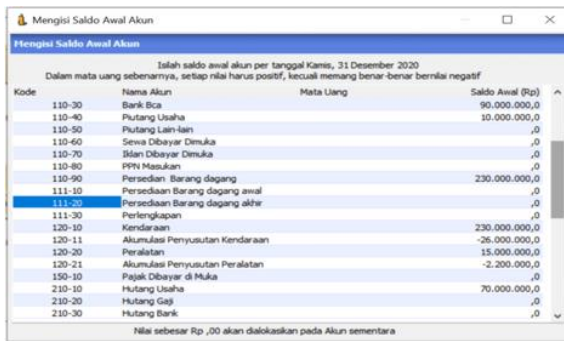 Mengisi Saldo Awal Akun
Mengisi Saldo Awal Akun
Isilah saldo awal akun per tanggal Kamis, 31 Desember 2020
Dalam mata uang sebenarnya, setiap nilai harus positif, kecuali memang benar-benar bernilai negatif
Kode Nama Akun Mata Uang Saldo Awal (Rp)
110-30 Bank Bca 90.000.000,0
110-40 Piutang Usaha 10.000.000,0
110-50 Piutang Lain-lain ,0
110-60 Sewa Dibayar Dimuka ,0
110-70 Iklan Dibayar Dimuka ,0
110-80 PPN Masukan ,0
110-90 Persedian Barang dagang 230.000.000,0
111-10 Persediaan Barang dagang awal ,0
111-20 Persediaan Barang dagang akhir ,0
111-30 Perlengkapan ,0
120-10 Kendaraan 230.000.000,0
120-11 Akumulasi Penyusutan Kendaraan -26.000.000,0
120-20 Peralatan 15.000.000,0
120-21 Akumulasi Penyusutan Peralatan -2.200.000,0
150-10 Pajak Dibayar di Muka ,0
210-10 Hutang Usaha 70.000.000,0
210-20 Hutang Gaji ,0
210-30 Hutang Bank ,0
Nilai sebesar Rp ,00 akan dialokasikan pada Akun sementara